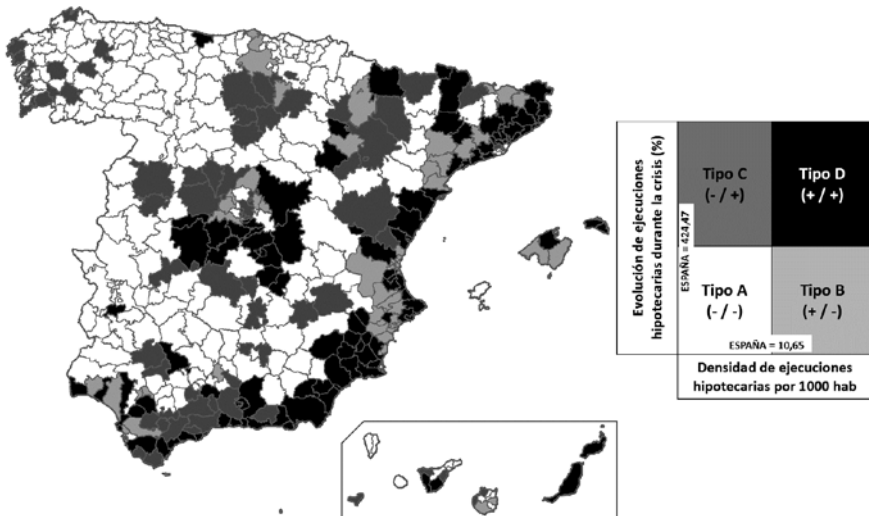 Evolución de ejecuciones
hipotecarias durante la crisis (%)
ESPAÑA = 424,47
Tipo C
(- / +)
Tipo D
(+ / +)
Tipo A
(- / -)
Tipo B
(+ / -)
ESPAÑA = 10,65
Densidad de ejecuciones
hipotecarias por 1000 hab